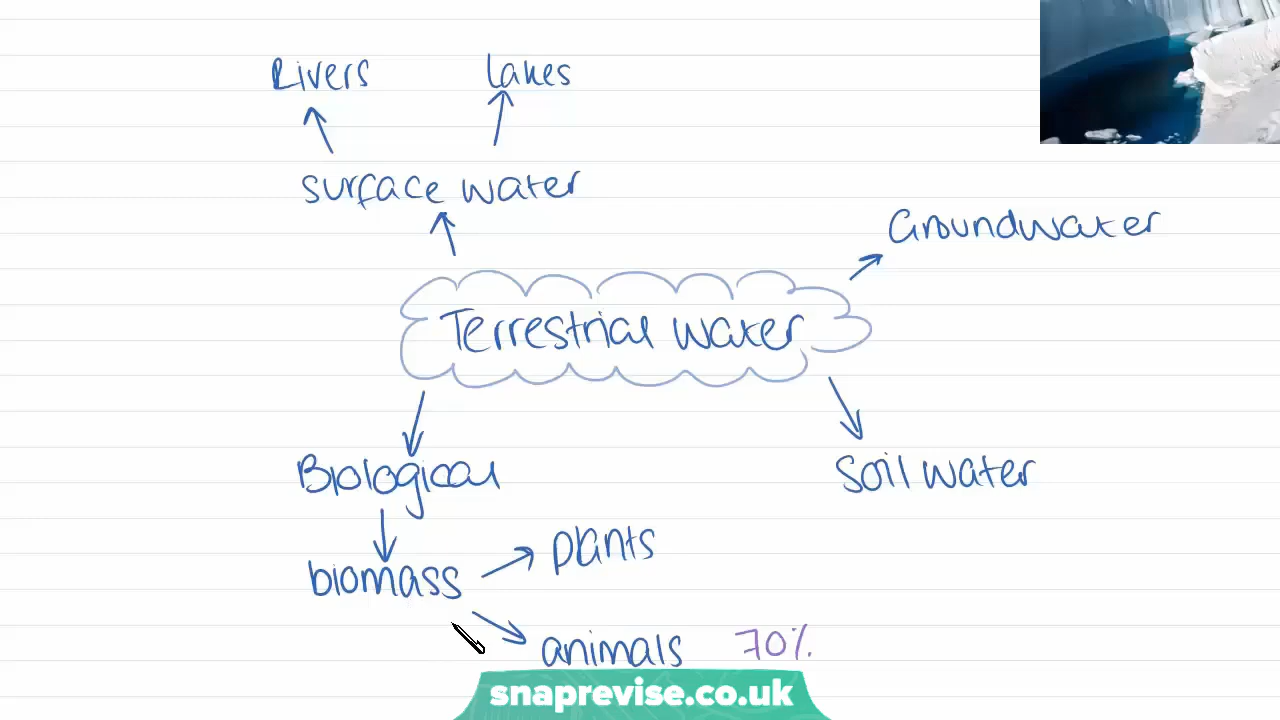 Rivers
Lakes
surface water
Groundwater
Terrestrial water
Biological
Soil water
plants
biomass
animals 70%
snaprevise.co.uk